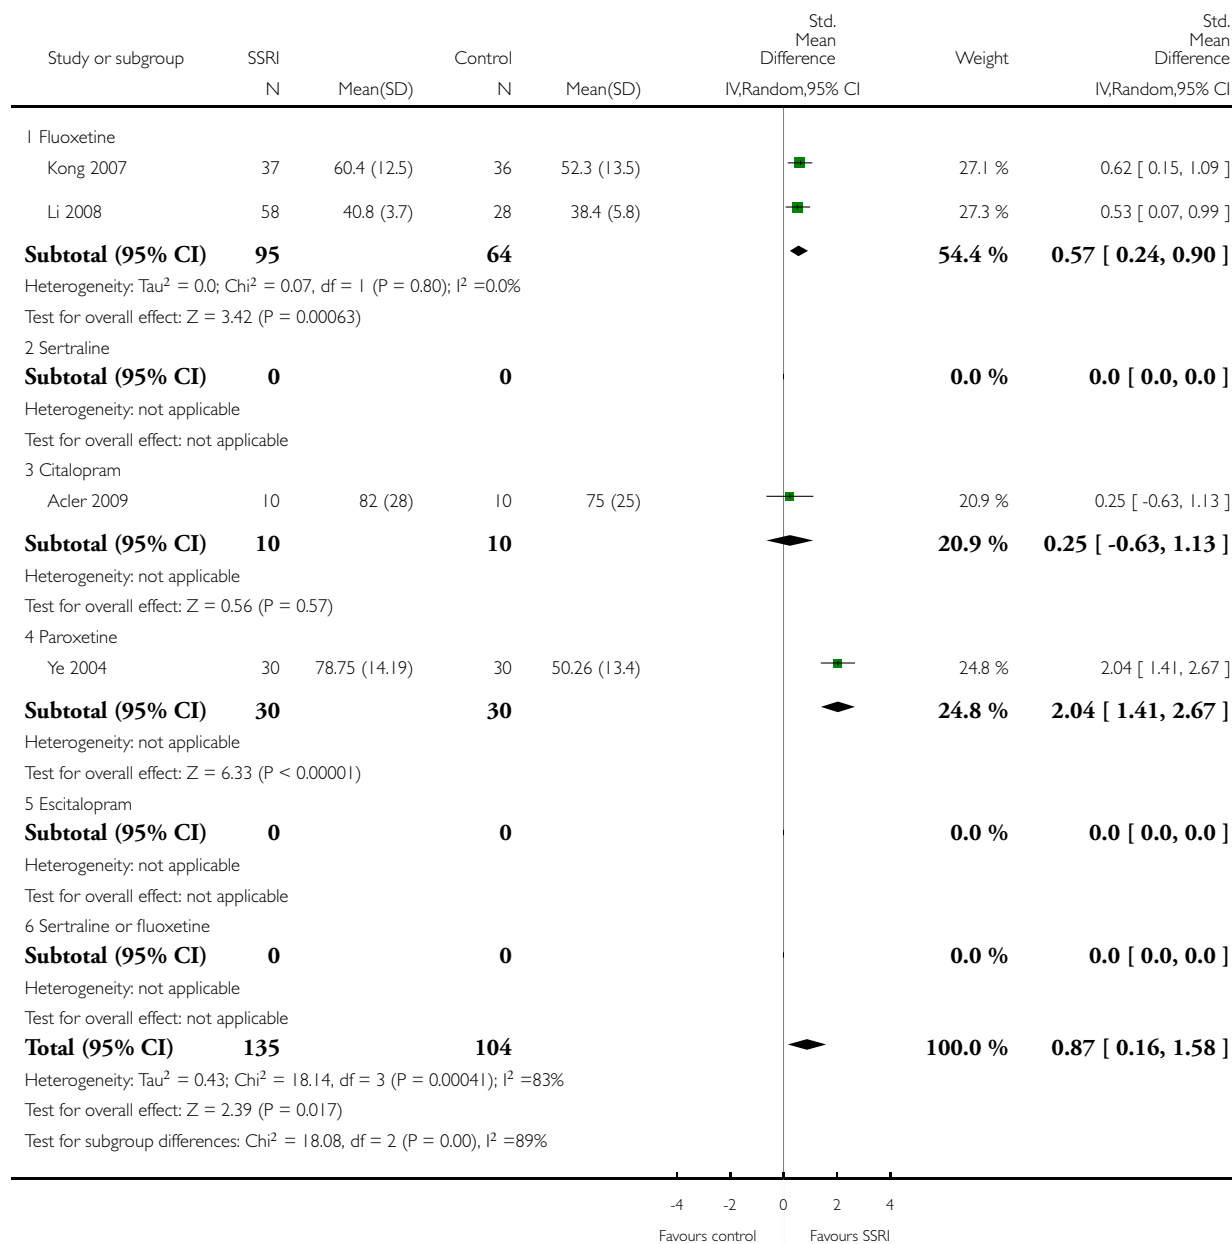 Std. Mean Difference Std. Mean Difference
Study or subgroup SSRI Control Weight
N Mean(SD) N Mean(SD) IV,Random,95% CI IV,Random,95% CI
1 Fluoxetine
Kong 2007 37 60.4 (12.5) 36 52.3 (13.5) 27.1 % 0.62 [ 0.15, 1.09 ]
Li 2008 58 40.8 (3.7) 28 38.4 (5.8) 27.3 % 0.53 [ 0.07, 0.99 ]
Subtotal (95% CI) 95 64 54.4 % 0.57 [ 0.24, 0.90 ]
Heterogeneity: Tau² = 0.0; Chi² = 0.07, df = 1 (P = 0.80); I² =0.0%
Test for overall effect: Z = 3.42 (P = 0.00063)
2 Sertraline
Subtotal (95% CI) 0 0 0.0 % 0.0 [ 0.0, 0.0 ]
Heterogeneity: not applicable
Test for overall effect: not applicable
3 Citalopram
Acler 2009 10 82 (28) 10 75 (25) 20.9 % 0.25 [ -0.63, 1.13 ]
Subtotal (95% CI) 10 10 20.9 % 0.25 [ -0.63, 1.13 ]
Heterogeneity: not applicable
Test for overall effect: Z = 0.56 (P = 0.57)
4 Paroxetine
Ye 2004 30 78.75 (14.19) 30 50.26 (13.4) 24.8 % 2.04 [ 1.41, 2.67 ]
Subtotal (95% CI) 30 30 24.8 % 2.04 [ 1.41, 2.67 ]
Heterogeneity: not applicable
Test for overall effect: Z = 6.33 (P < 0.00001)
5 Escitalopram
Subtotal (95% CI) 0 0 0.0 % 0.0 [ 0.0, 0.0 ]
Heterogeneity: not applicable
Test for overall effect: not applicable
6 Sertraline or fluoxetine
Subtotal (95% CI) 0 0 0.0 % 0.0 [ 0.0, 0.0 ]
Heterogeneity: not applicable
Test for overall effect: not applicable
Total (95% CI) 135 104 100.0 % 0.87 [ 0.16, 1.58 ]
Heterogeneity: Tau² = 0.43; Chi² = 18.14, df = 3 (P = 0.00041); I² =83%
Test for overall effect: Z = 2.39 (P = 0.017)
Test for subgroup differences: Chi² = 18.08, df = 2 (P = 0.00), I² =89%
-4 -2 0 2 4
Favours control Favours SSRI